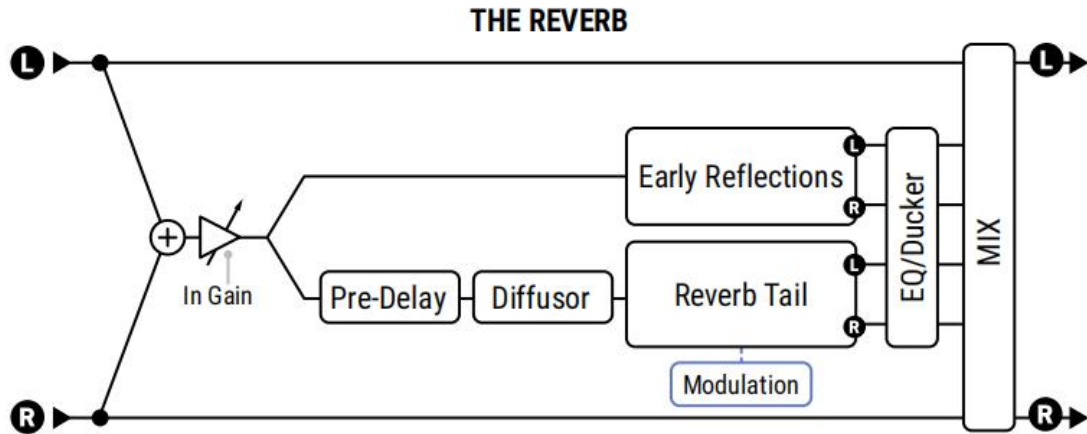 THE REVERB
L
L
Early Reflections
L
R
In Gain
Pre-Delay
Diffusor
Reverb Tail
L
R
Modulation
EQ/Ducker
MIX
R
R